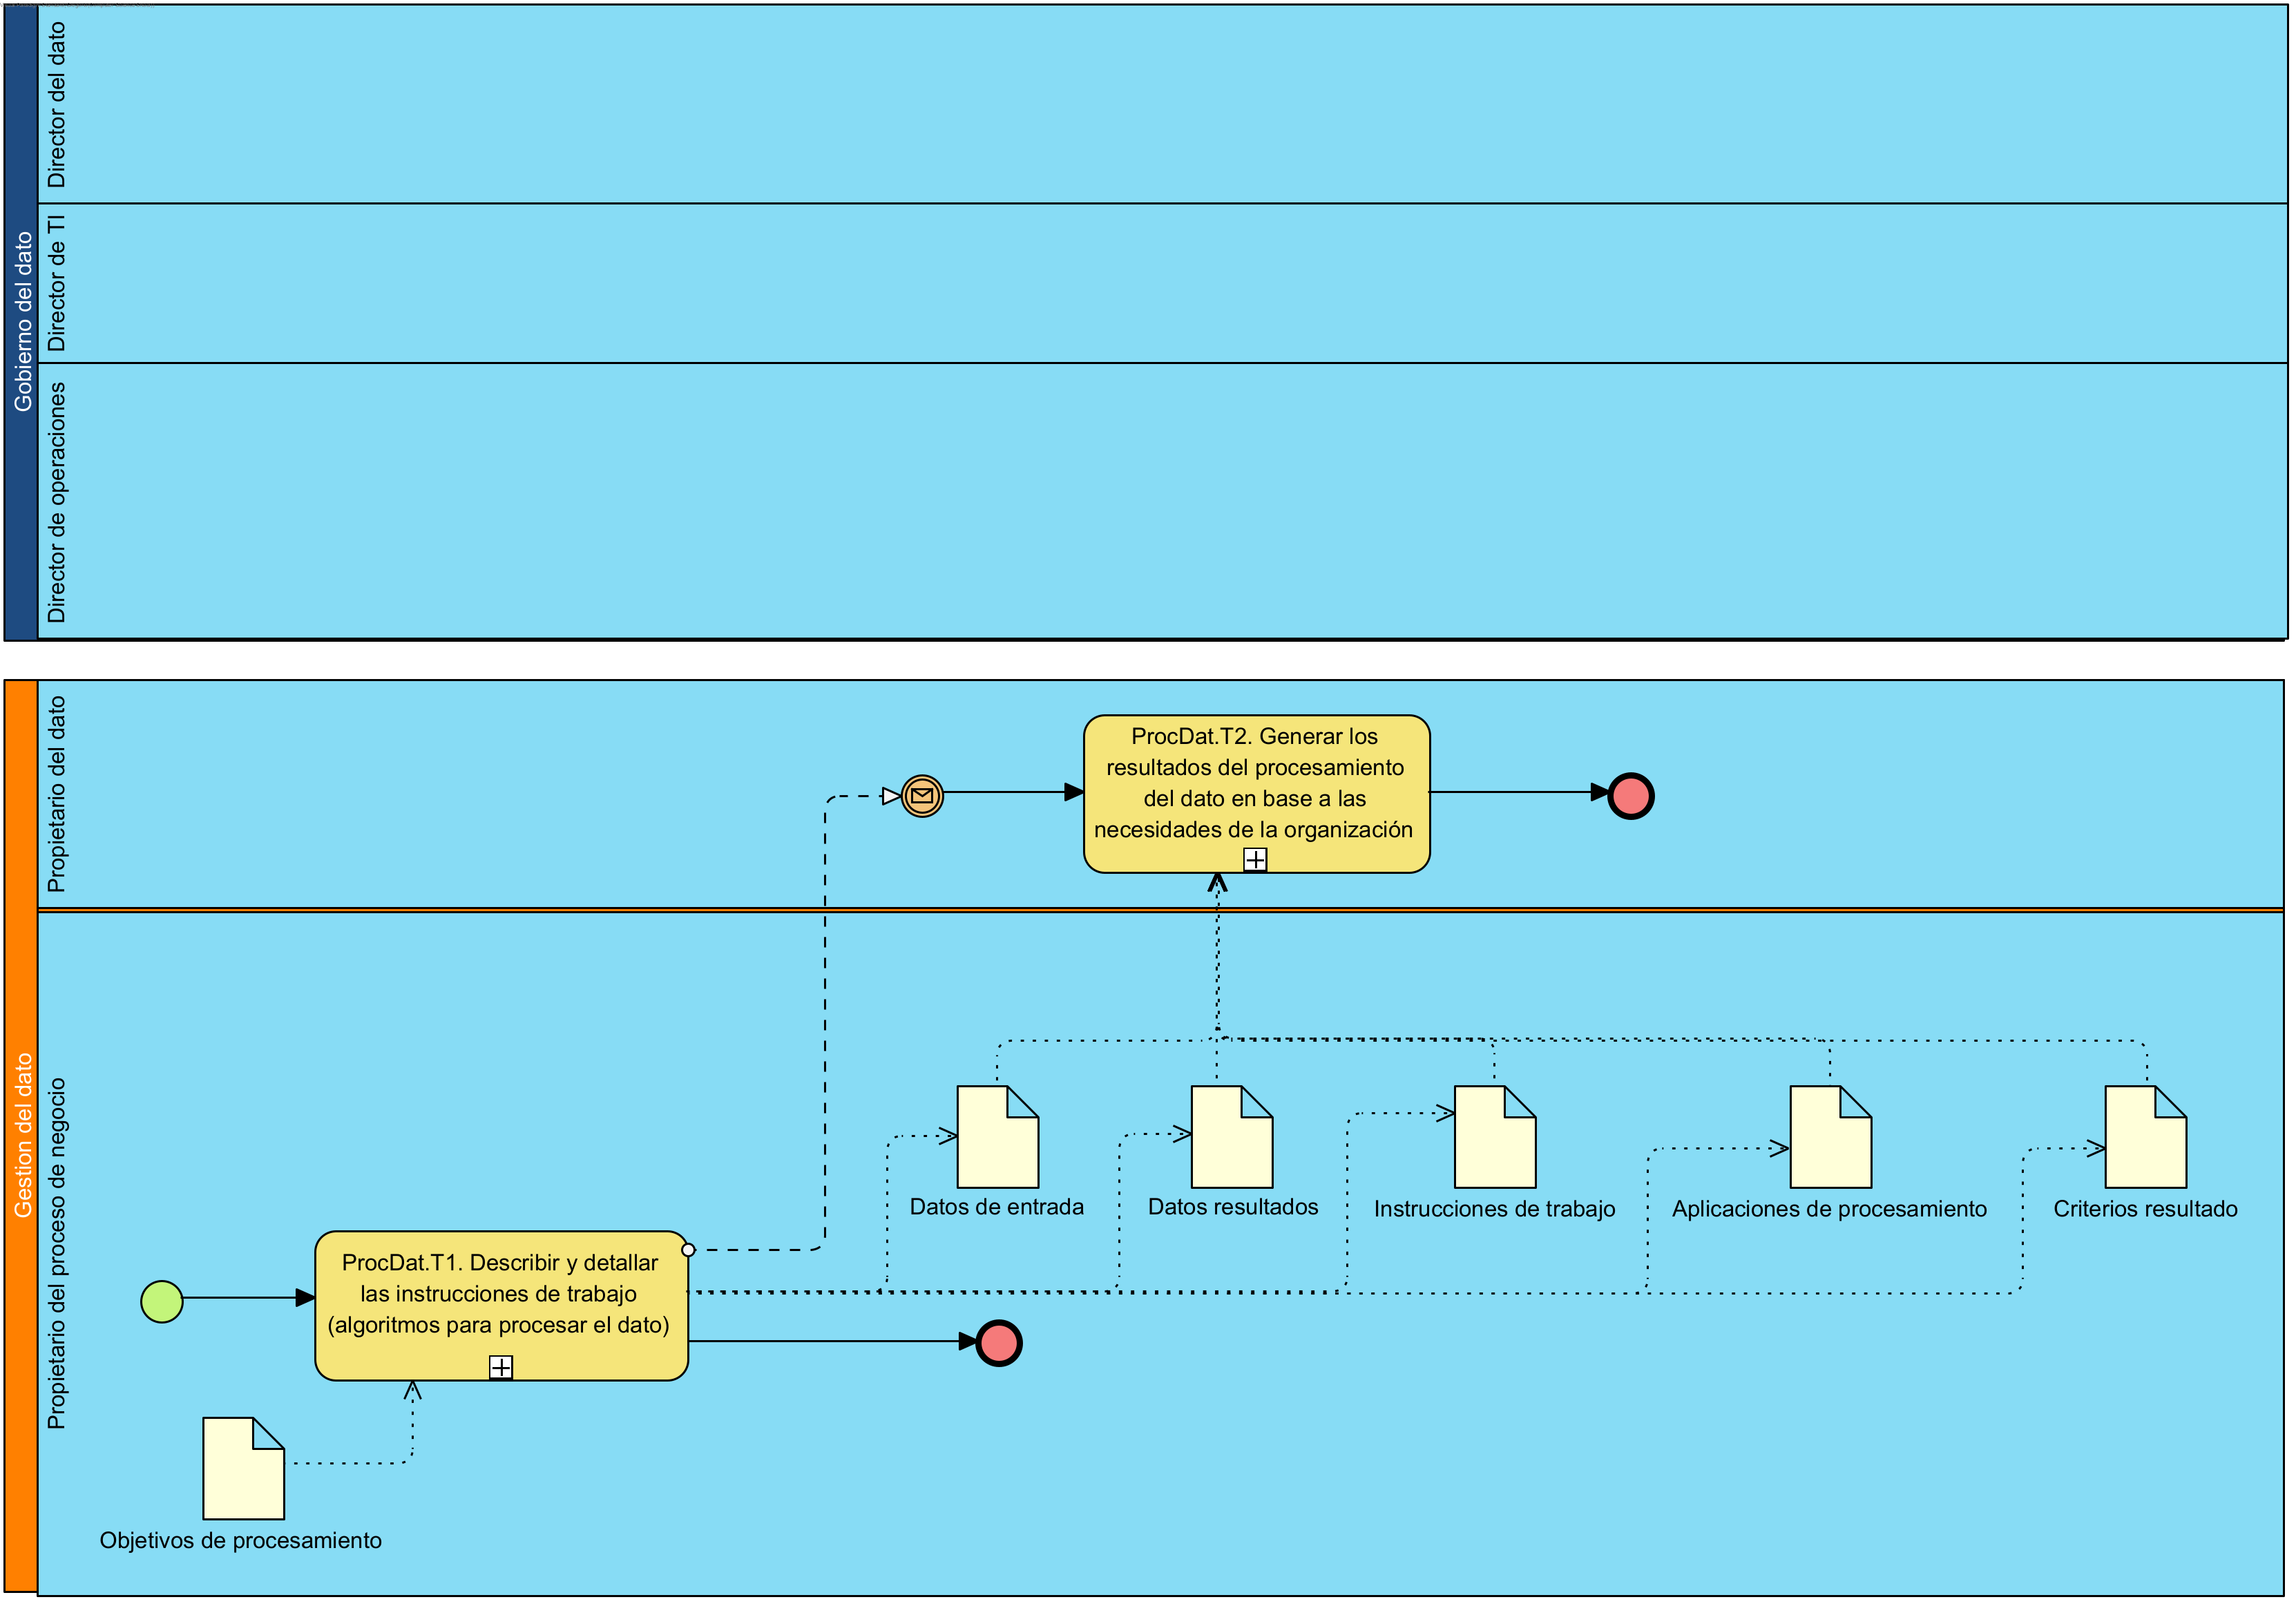 Gobierno del dato
Director del dato
Director de TI
Director de operaciones
Gestion del dato
Propietario del dato
ProcDat.T2. Generar los
resultados del procesamiento
del dato en base a las
necesidades de la organización
Propietario del proceso de negocio
Datos de entrada
Datos resultados
Instrucciones de trabajo
Aplicaciones de procesamiento
Criterios resultado
ProcDat.T1. Describir y detallar
las instrucciones de trabajo
(algoritmos para procesar el dato)
Objetivos de procesamiento